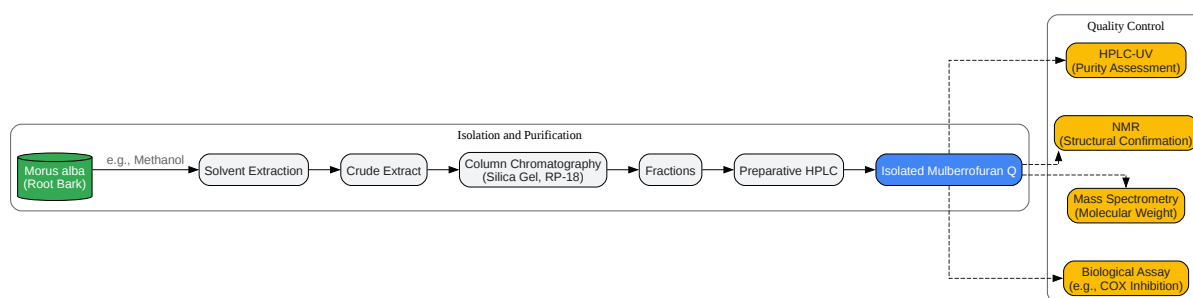 Quality Control
HPLC-UV
(Purity Assessment)
Isolation and Purification
Morus alba
(Root Bark)
e.g., Methanol
Solvent Extraction
Crude Extract
Column Chromatography
(Silica Gel, RP-18)
Fractions
Preparative HPLC
Isolated Mulberrofuran Q
NMR
(Structural Confirmation)
Mass Spectrometry
(Molecular Weight)
Biological Assay
(e.g., COX Inhibition)